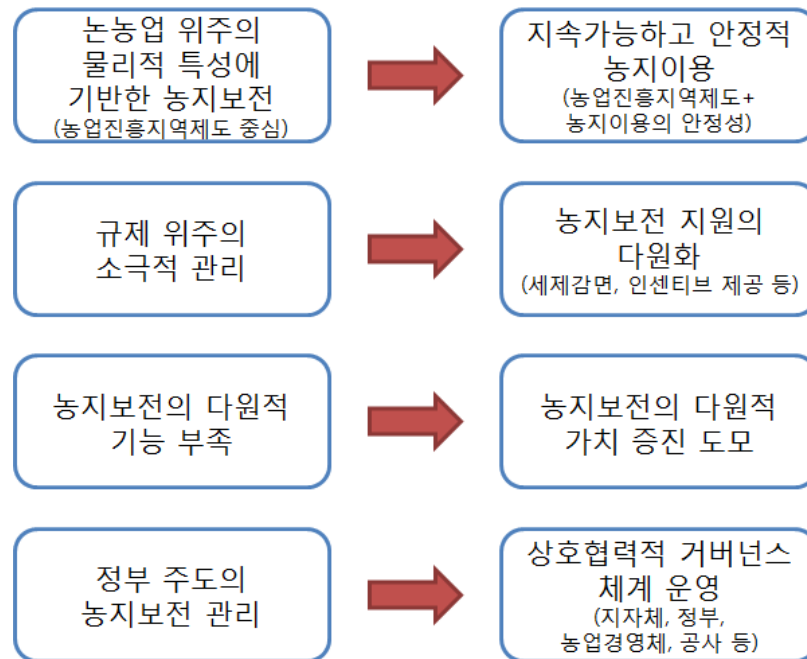 논농업 위주의
물리적 특성에
기반한 농지보전
(농업진흥지역제도 중심)
지속가능하고 안정적
농지이용
(농업진흥지역제도+
농지이용의 안정성)
규제 위주의
소극적 관리
농지보전 지원의
다원화
(세제감면, 인센티브 제공 등)
농지보전의 다원적
기능 부족
농지보전의 다원적
가치 증진 도모
정부 주도의
농지보전 관리
상호협력적 거버넌스
체계 운영
(지자체, 정부,
농업경영체, 공사 등)